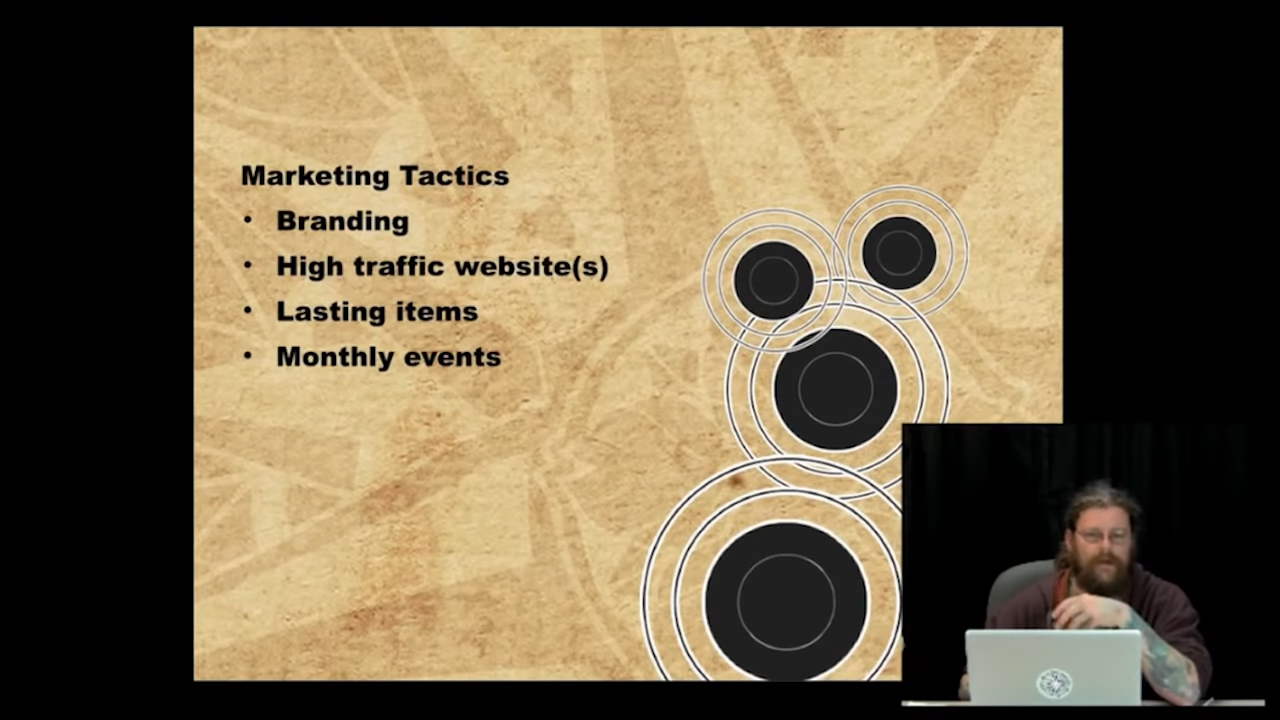 Marketing Tactics
• Branding
• High traffic website(s)
• Lasting items
• Monthly events